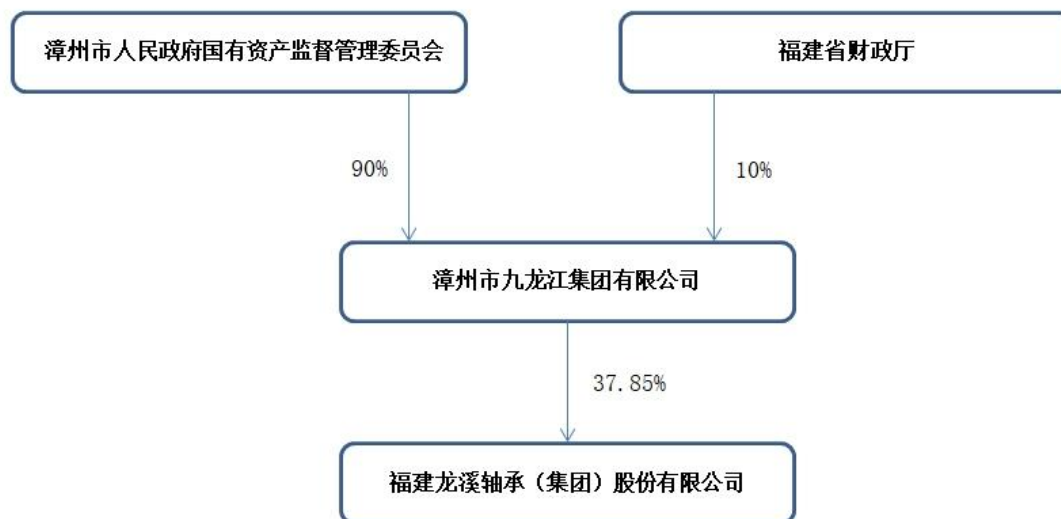 漳州市人民政府国有资产监督管理委员会
福建省财政厅
90%
10%
漳州市九龙江集团有限公司
37.85%
福建龙溪轴承（集团）股份有限公司